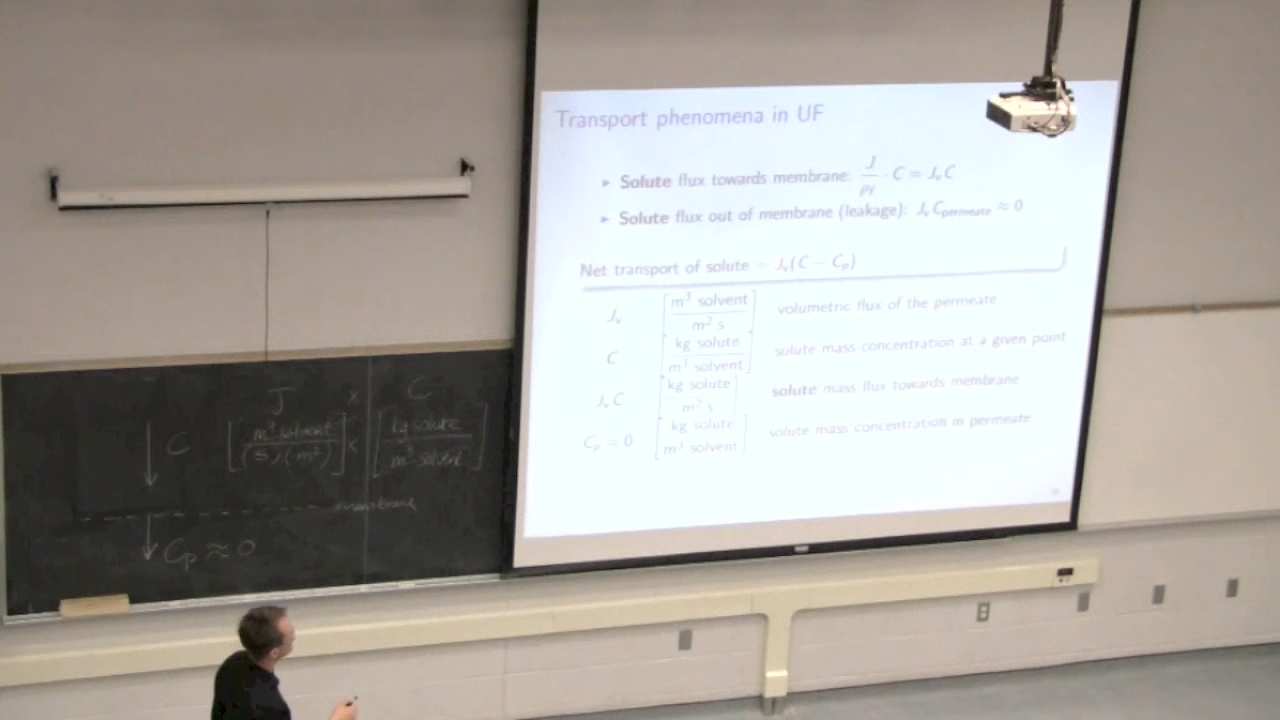 Transport phenomena in UF
▸ Solute flux towards membrane: J/ρf · C = JvC
▸ Solute flux out of membrane (leakage): Jv Cpermeate ≈ 0
Net transport of solute = Jv(C − Cp)
Jv [m³ solvent / m² s] volumetric flux of the permeate
C [kg solute / m³ solvent] solute mass concentration at a given point
JvC [kg solute / m² s] solute mass flux towards membrane
Cp ≈ 0 [kg solute / m³ solvent] solute mass concentration in permeate
J × C
C [m³ solvent / (s)(m²)] × [kg solute / m³ solvent]
membrane
Cp ≈ 0